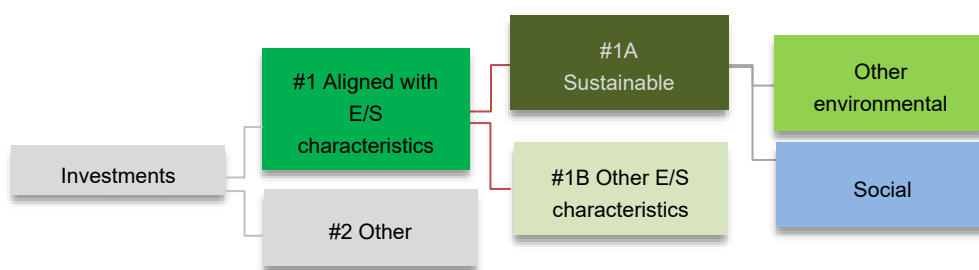 Investments
#1 Aligned with
E/S
characteristics
#2 Other
#1A
Sustainable
#1B Other E/S
characteristics
Other
environmental
Social